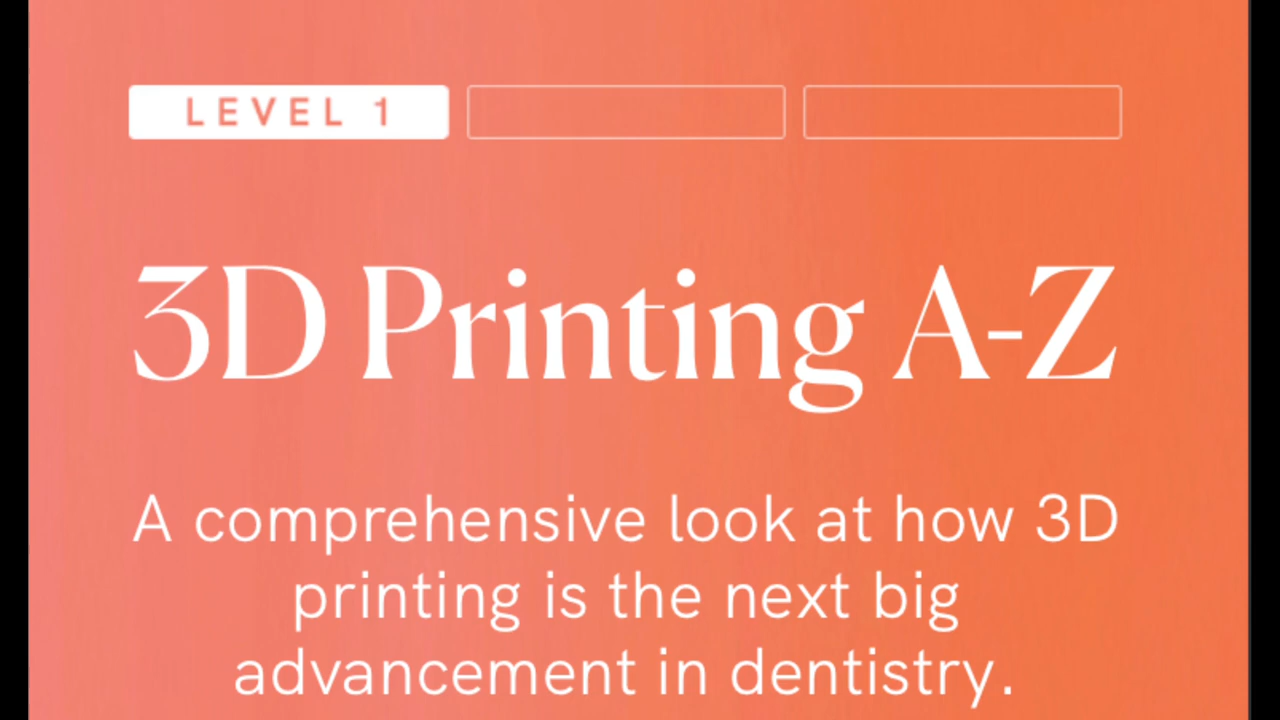 LEVEL 1
3D Printing A-Z
A comprehensive look at how 3D
printing is the next big
advancement in dentistry.